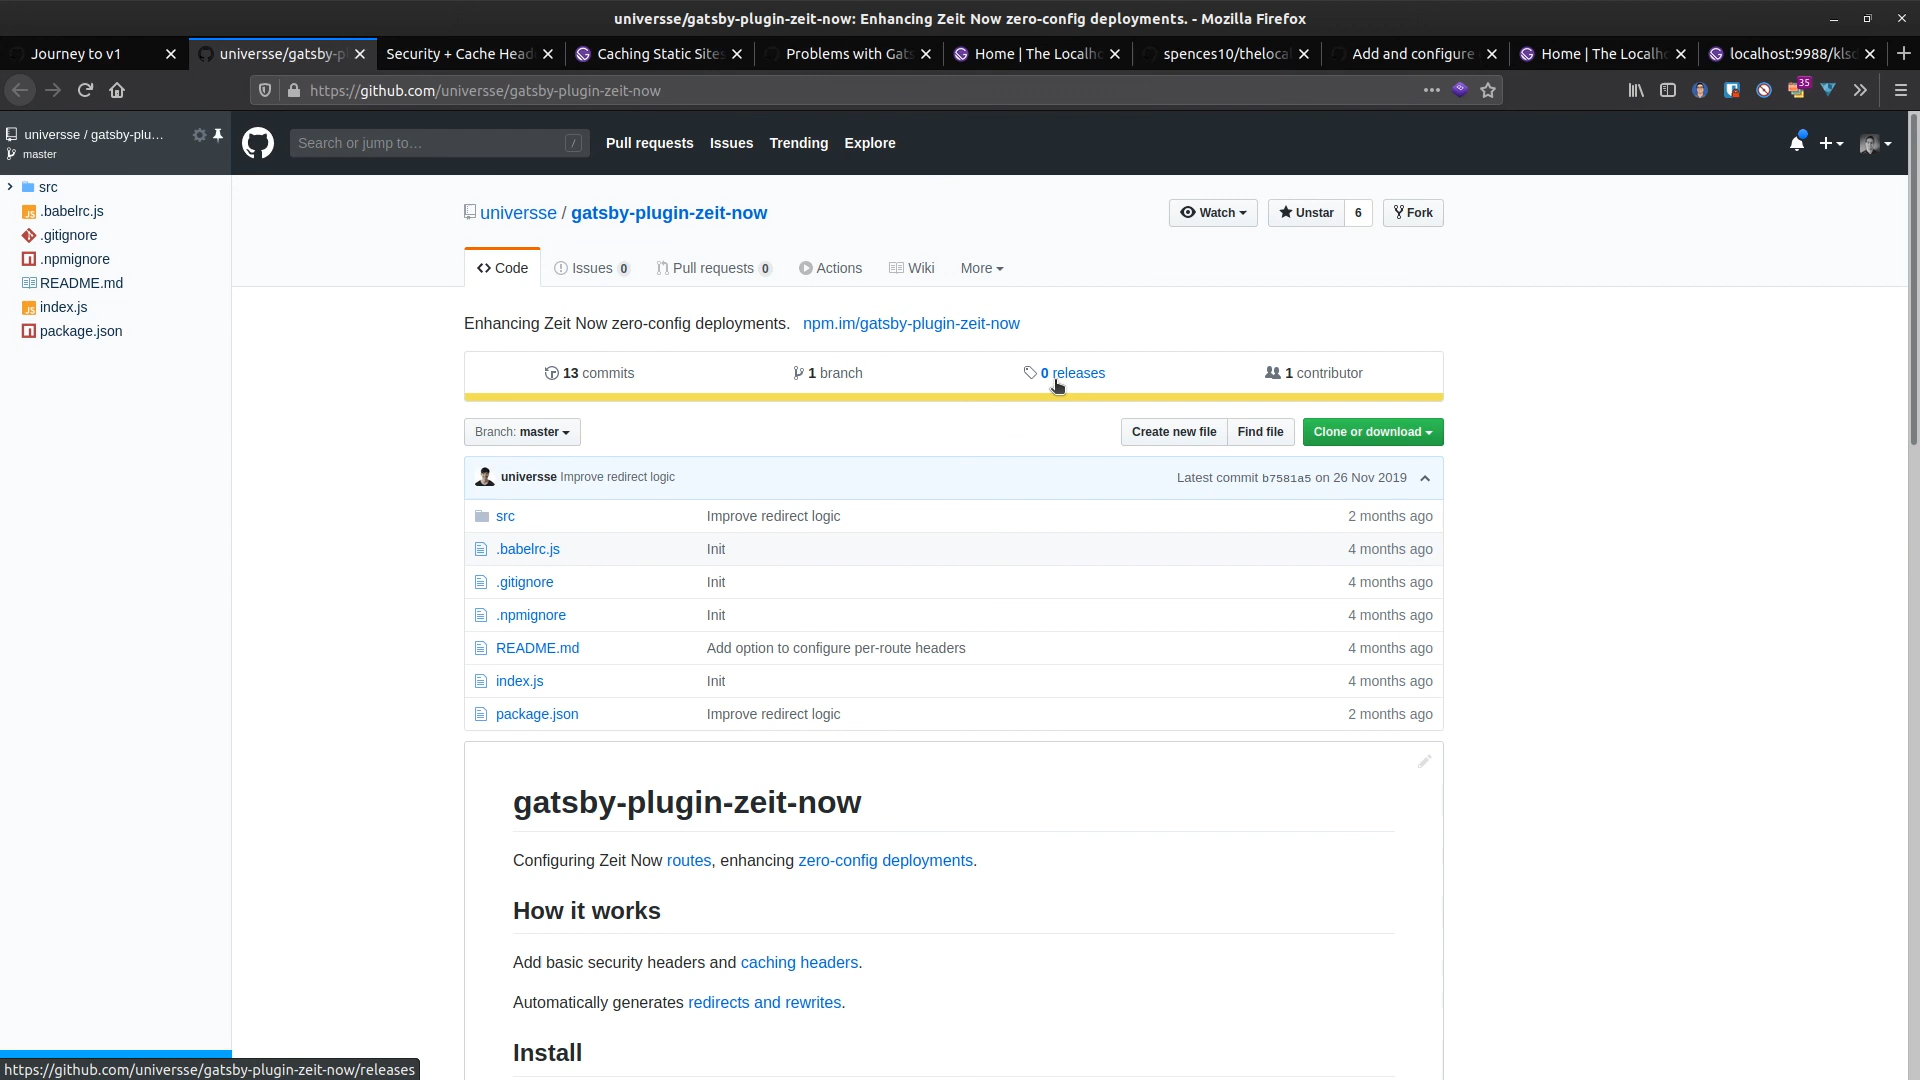 universse/gatsby-plugin-zeit-now: Enhancing Zeit Now zero-config deployments. - Mozilla Firefox
Journey to v1
universse/gatsby-pl
Security + Cache Head
Caching Static Sites
Problems with Gats
Home | The Localho
spences10/thelocal
Add and configure
Home | The Localho
localhost:9988/klsd
https://github.com/universse/gatsby-plugin-zeit-now
35
universse / gatsby-plu...
master
Search or jump to...
/
Pull requests
Issues
Trending
Explore
src
.babelrc.js
.gitignore
.npmignore
README.md
index.js
package.json
universse / gatsby-plugin-zeit-now
Watch
Unstar
6
Fork
Code
Issues 0
Pull requests 0
Actions
Wiki
More
Enhancing Zeit Now zero-config deployments. npm.im/gatsby-plugin-zeit-now
13 commits
1 branch
0 releases
1 contributor
Branch: master
Create new file
Find file
Clone or download
universse Improve redirect logic
Latest commit b7581a5 on 26 Nov 2019
src Improve redirect logic 2 months ago
.babelrc.js Init 4 months ago
.gitignore Init 4 months ago
.npmignore Init 4 months ago
README.md Add option to configure per-route headers 4 months ago
index.js Init 4 months ago
package.json Improve redirect logic 2 months ago
gatsby-plugin-zeit-now
Configuring Zeit Now routes, enhancing zero-config deployments.
How it works
Add basic security headers and caching headers.
Automatically generates redirects and rewrites.
Install
https://github.com/universse/gatsby-plugin-zeit-now/releases